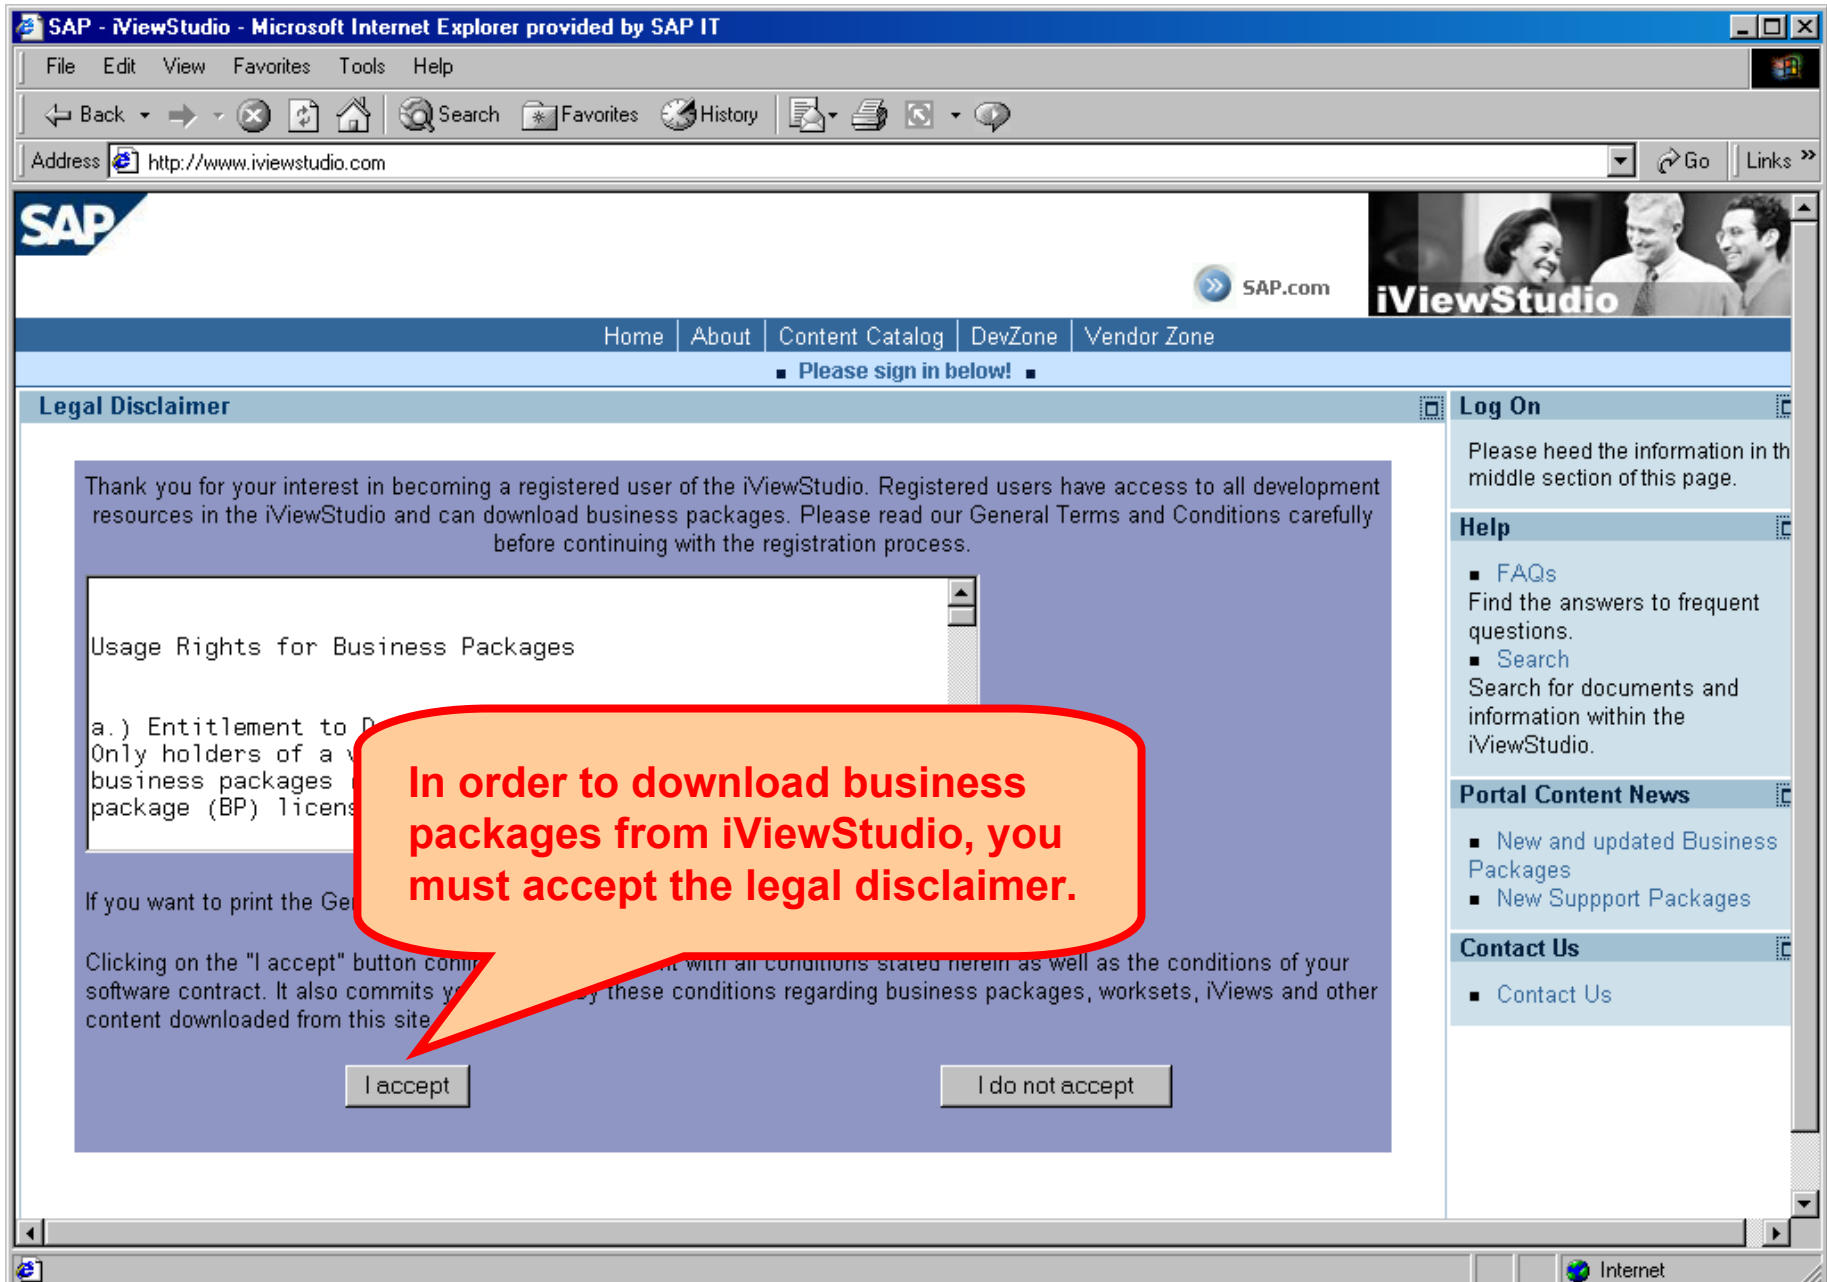 SAP - iViewStudio - Microsoft Internet Explorer provided by SAP IT
File Edit View Favorites Tools Help
Back Search Favorites History
Address http://www.iviewstudio.com Go Links »
SAP
SAP.com
iViewStudio
Home | About | Content Catalog | DevZone | Vendor Zone
▪ Please sign in below! ▪
Legal Disclaimer
Thank you for your interest in becoming a registered user of the iViewStudio. Registered users have access to all development
resources in the iViewStudio and can download business packages. Please read our General Terms and Conditions carefully
before continuing with the registration process.
Usage Rights for Business Packages
a.) Entitlement to
Only holders of a
business packages
package (BP)
In order to download business
packages from iViewStudio, you
must accept the legal disclaimer.
If you want to print the
Clicking on the "I accept" button with all conditions stated herein as well as the conditions of your
software contract. It also commits these conditions regarding business packages, worksets, iViews and other
content downloaded from this site
I accept
I do not accept
Log On
Please heed the information in
middle section of this page.
Help
▪ FAQs
Find the answers to frequent
questions.
▪ Search
Search for documents and
information within the
iViewStudio.
Portal Content News
▪ New and updated Business
Packages
▪ New Suppport Packages
Contact Us
▪ Contact Us
Internet